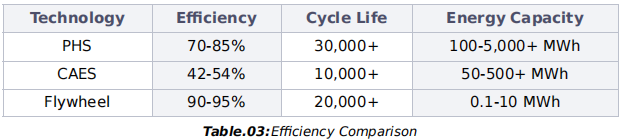 Technology Efficiency Cycle Life Energy Capacity
PHS 70-85% 30,000+ 100-5,000+ MWh
CAES 42-54% 10,000+ 50-500+ MWh
Flywheel 90-95% 20,000+ 0.1-10 MWh
Table.03:Efficiency Comparison